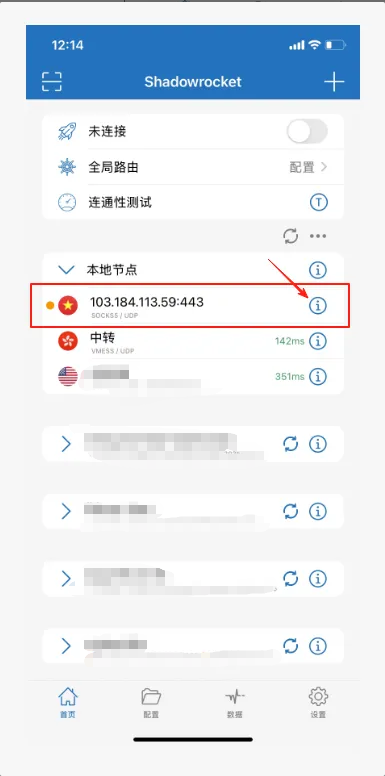 12:14
Shadowrocket
未连接
全局路由 配置
连通性测试 T
本地节点
103.184.113.59:443
SOCKS5 / UDP
中转 142ms
VMESS / UDP
351ms
首页 配置 数据 设置